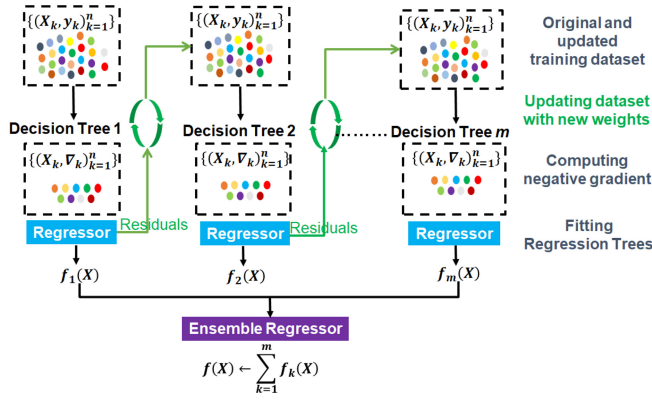 {(X_k, y_k)_{k=1}^n} {(X_k, y_k)_{k=1}^n} {(X_k, y_k)_{k=1}^n}
Original and
updated
training dataset
Updating dataset
with new weights
Decision Tree 1 Decision Tree 2 ......... Decision Tree m
{(X_k, ∇_k)_{k=1}^n} {(X_k, ∇_k)_{k=1}^n} {(X_k, ∇_k)_{k=1}^n}
Computing
negative gradient
Residuals Residuals
Regressor Regressor Regressor
Fitting
Regression Trees
f_1(X) f_2(X) f_m(X)
Ensemble Regressor
f(X) ← ∑_{k=1}^m f_k(X)